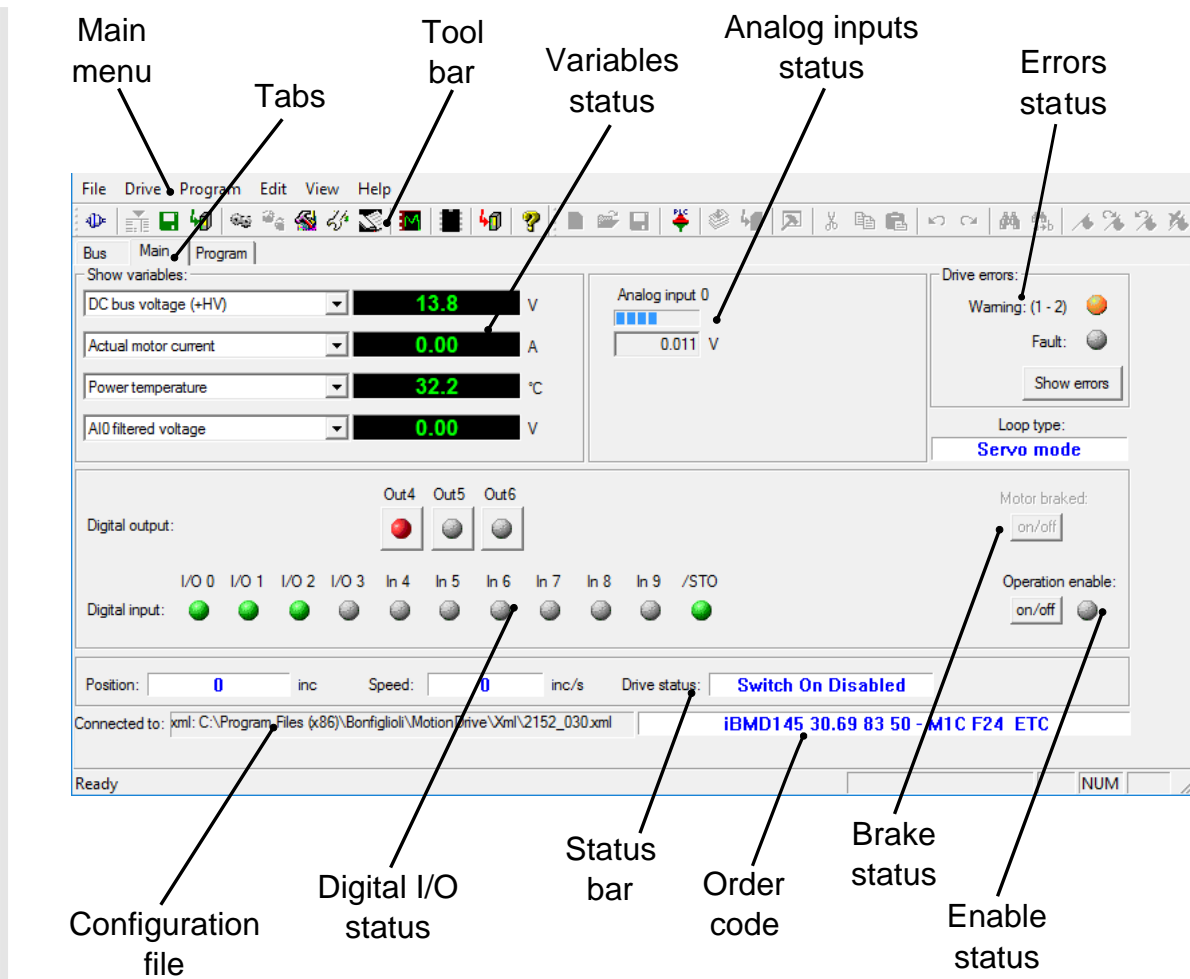 Main
menu
Tabs
Tool
bar
Variables
status
Analog inputs
status
Errors
status
File Drive Program Edit View Help
PLC
Bus Main Program
Show variables:
DC bus voltage (+HV) 13.8 V
Actual motor current 0.00 A
Power temperature 32.2 °C
AI0 filtered voltage 0.00 V
Analog input 0
0.011 V
Drive errors:
Warning: (1 - 2)
Fault:
Show errors
Loop type:
Servo mode
Out4 Out5 Out6
Digital output:
Motor braked:
on/off
I/O 0 I/O 1 I/O 2 I/O 3 In 4 In 5 In 6 In 7 In 8 In 9 /STO
Digital input:
Operation enable:
on/off
Position: 0 inc Speed: 0 inc/s Drive status: Switch On Disabled
Connected to: xml: C:\Program Files (x86)\Bonfiglioli\MotionDrive\Xml\2152_030.xml iBMD145 30.69 83 50 - M1C F24 ETC
Ready NUM
Configuration
file
Digital I/O
status
Status
bar
Order
code
Brake
status
Enable
status